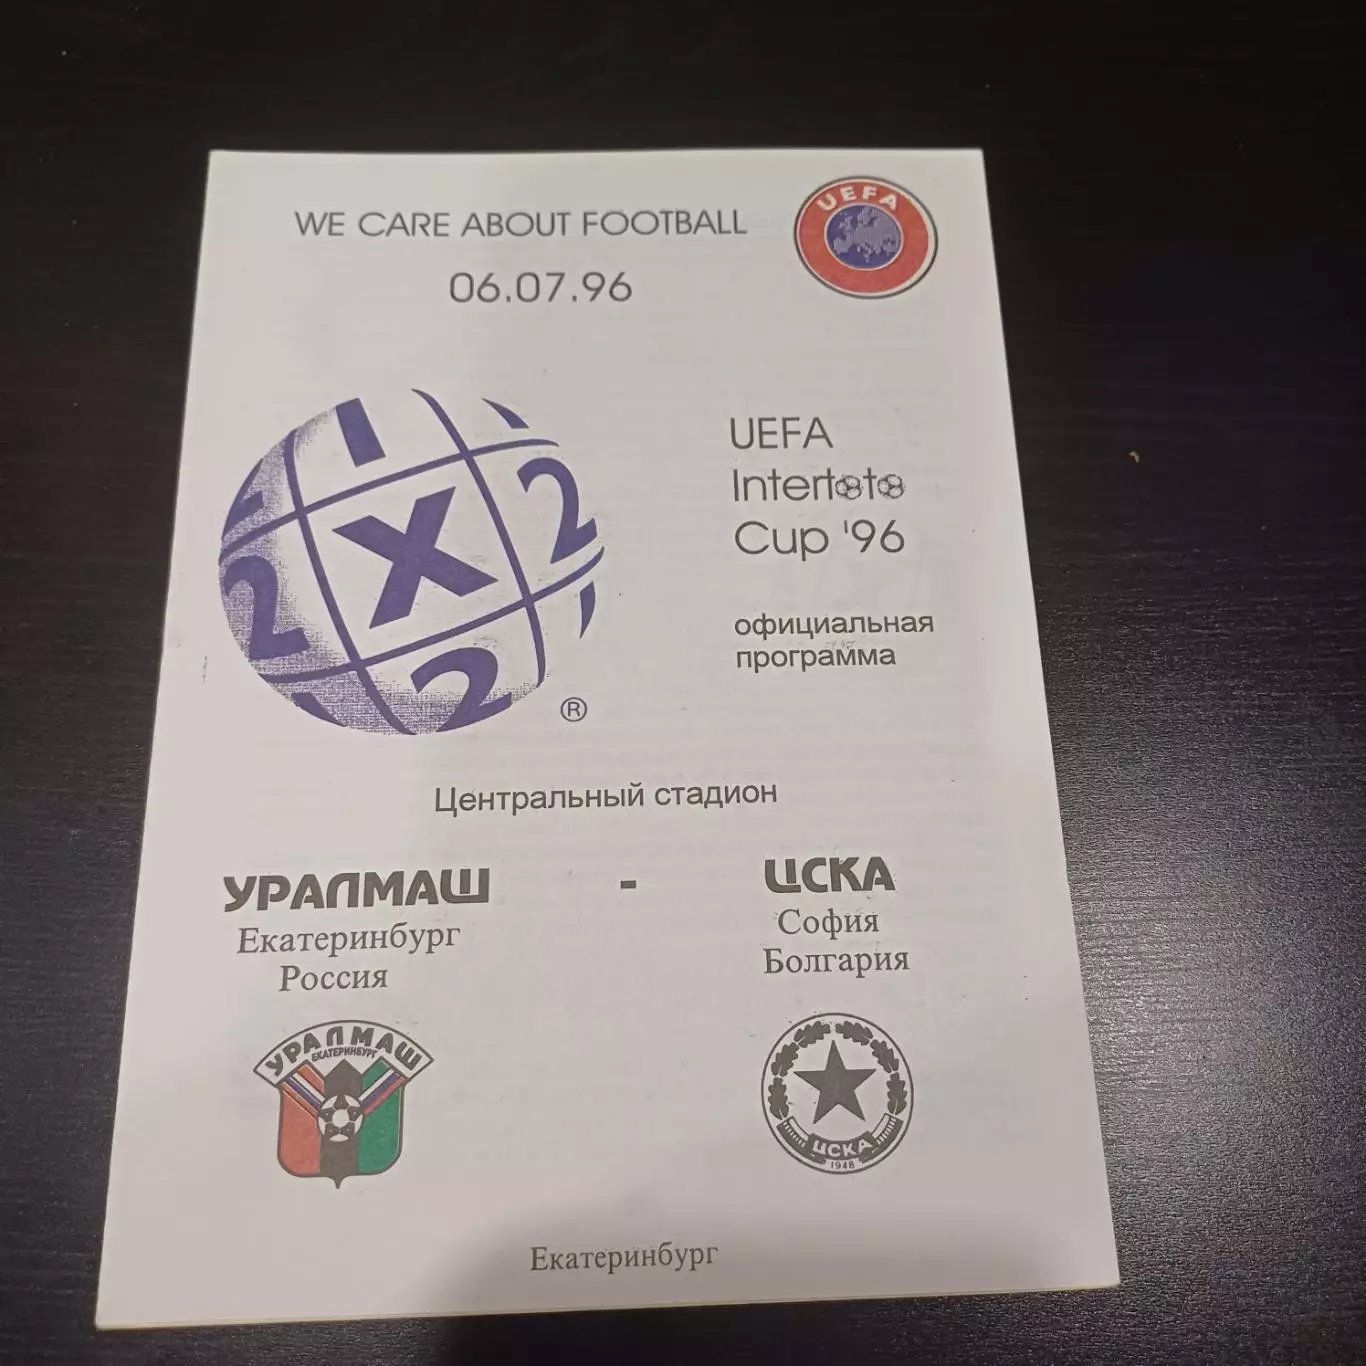 WE CARE ABOUT FOOTBALL
UEFA
06.07.96
1
2
X
2
2
®
UEFA
Intertoto
Cup '96
официальная
программа
Центральный стадион
УРАЛМАШ - ЦСКА
Екатеринбург
Россия
София
Болгария
УРАЛМАШ
ЕКАТЕРИНБУРГ
ЦСКА
1948
Екатеринбург